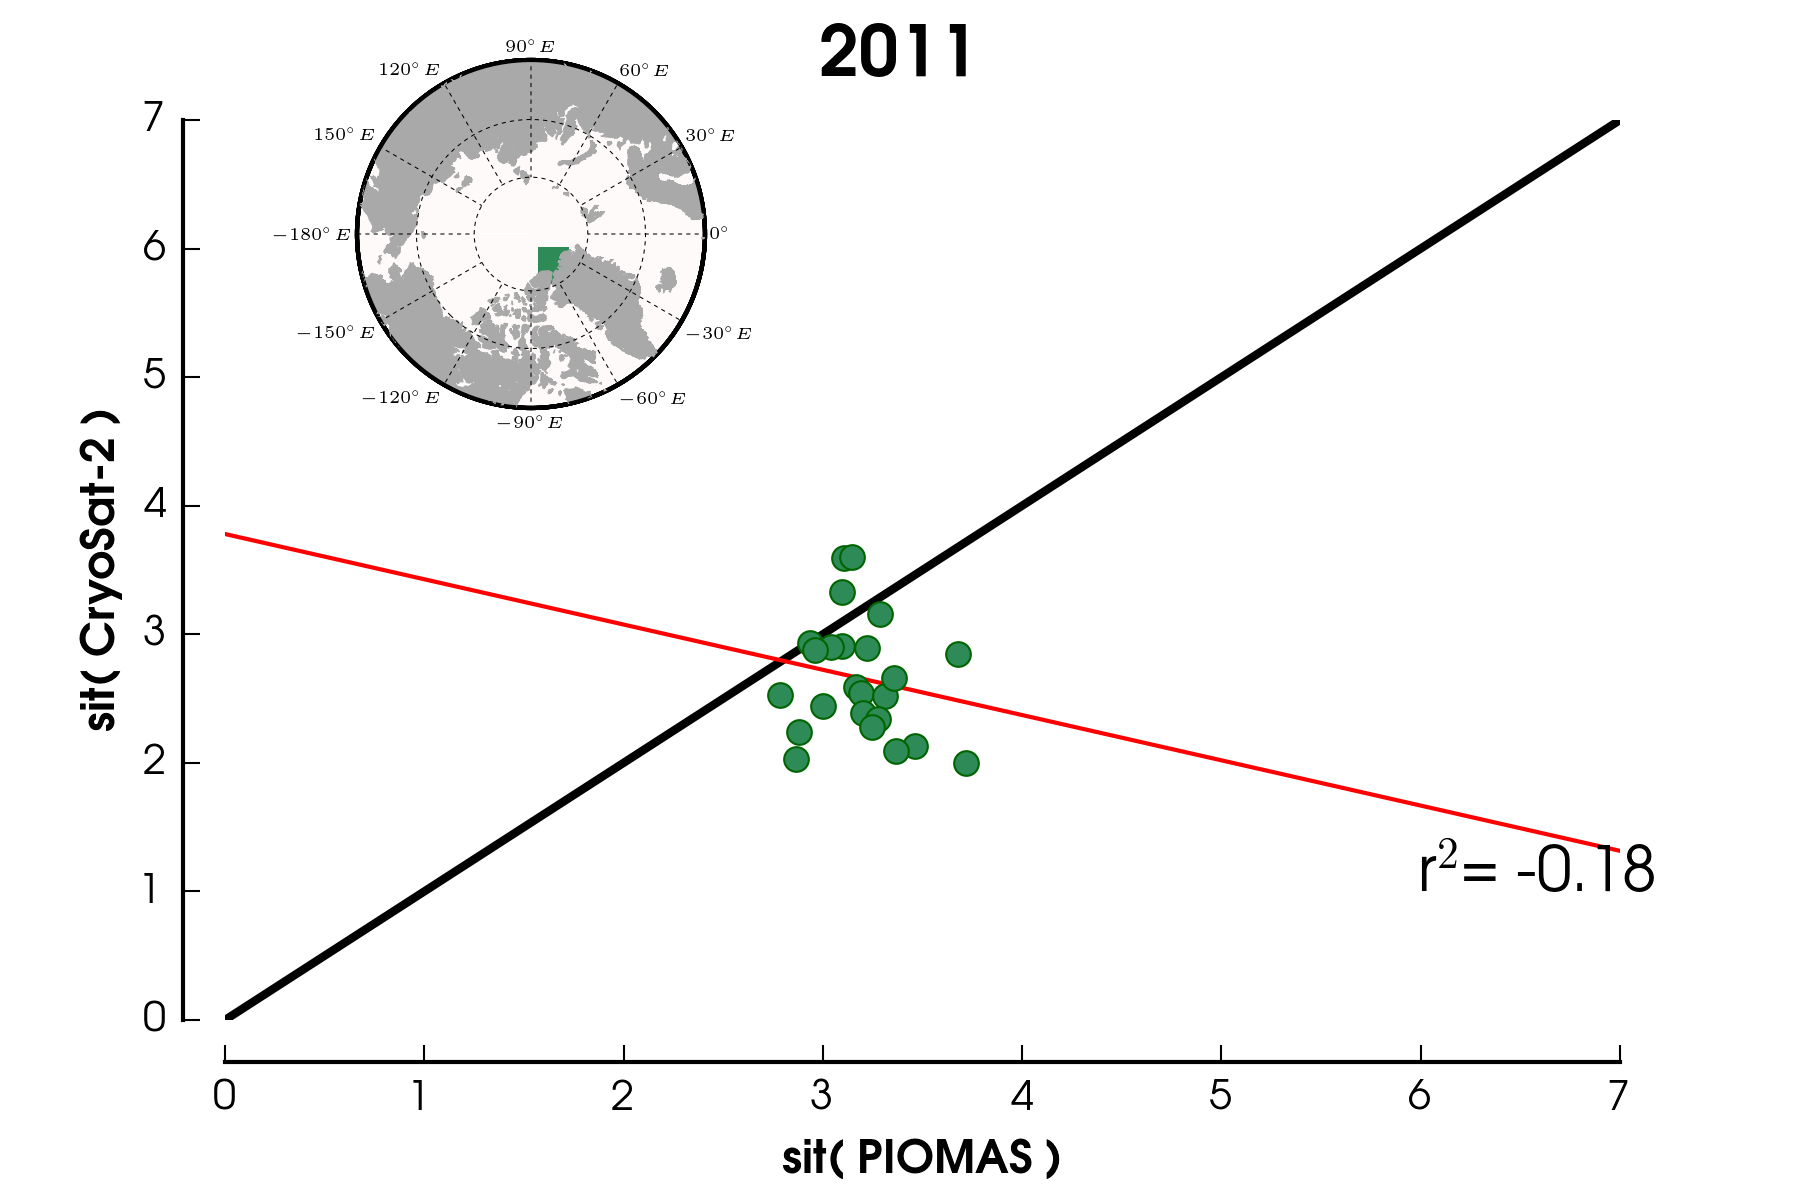 2011
90° E
120° E
60° E
150° E
30° E
−180° E
0°
−150° E
−30° E
−120° E
−60° E
−90° E
7
6
5
4
3
2
1
0
sit( CryoSat-2 )
r²= -0.18
0 1 2 3 4 5 6 7
sit( PIOMAS )